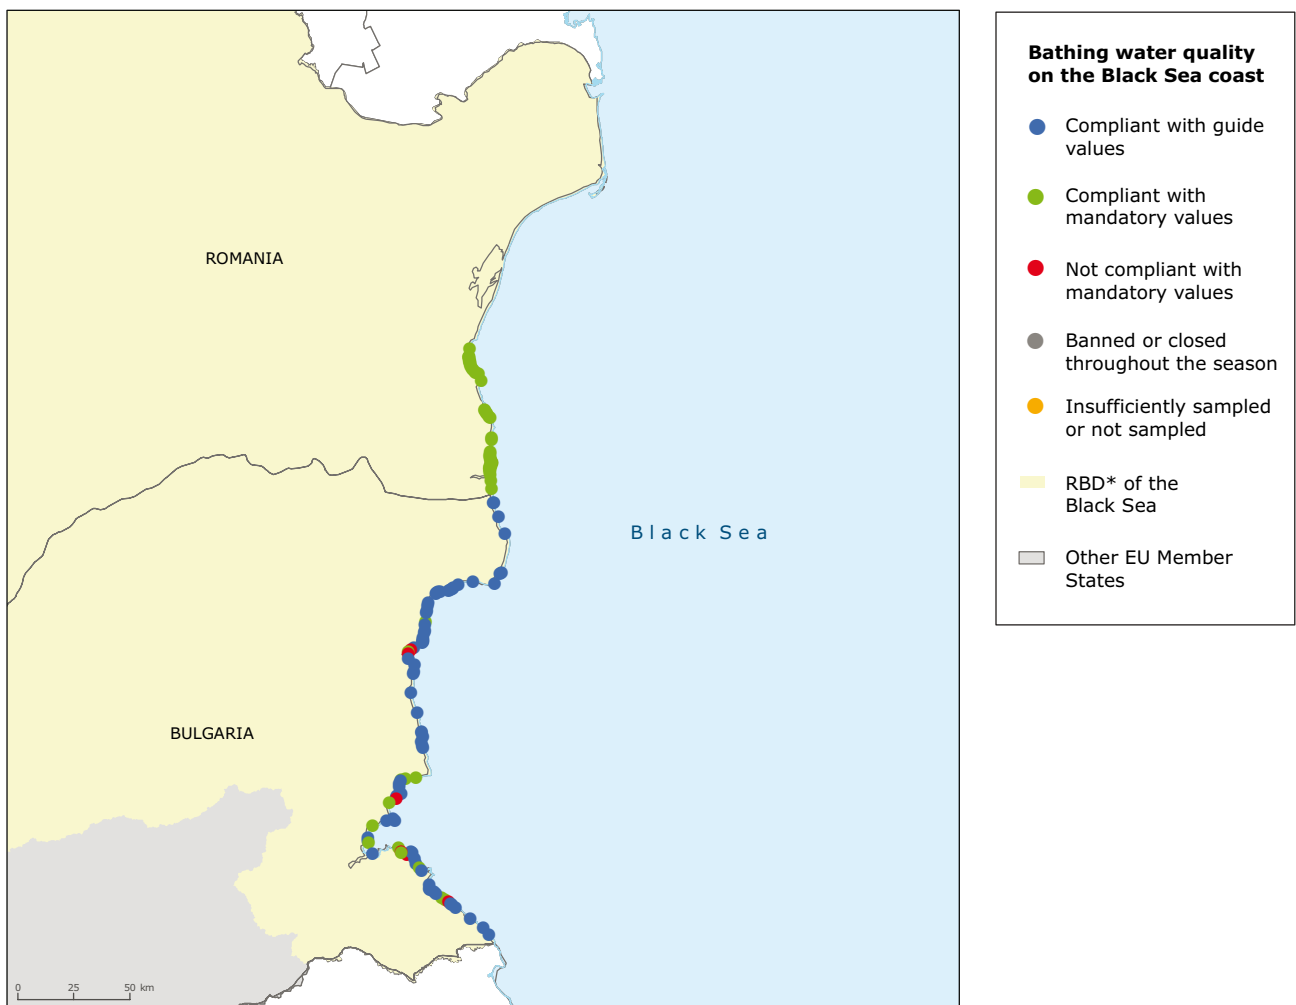 Bathing water quality
on the Black Sea coast
Compliant with guide
values
Compliant with
mandatory values
Not compliant with
mandatory values
Banned or closed
throughout the season
Insufficiently sampled
or not sampled
RBD* of the
Black Sea
Other EU Member
States
ROMANIA
Black Sea
BULGARIA
0 25 50 km